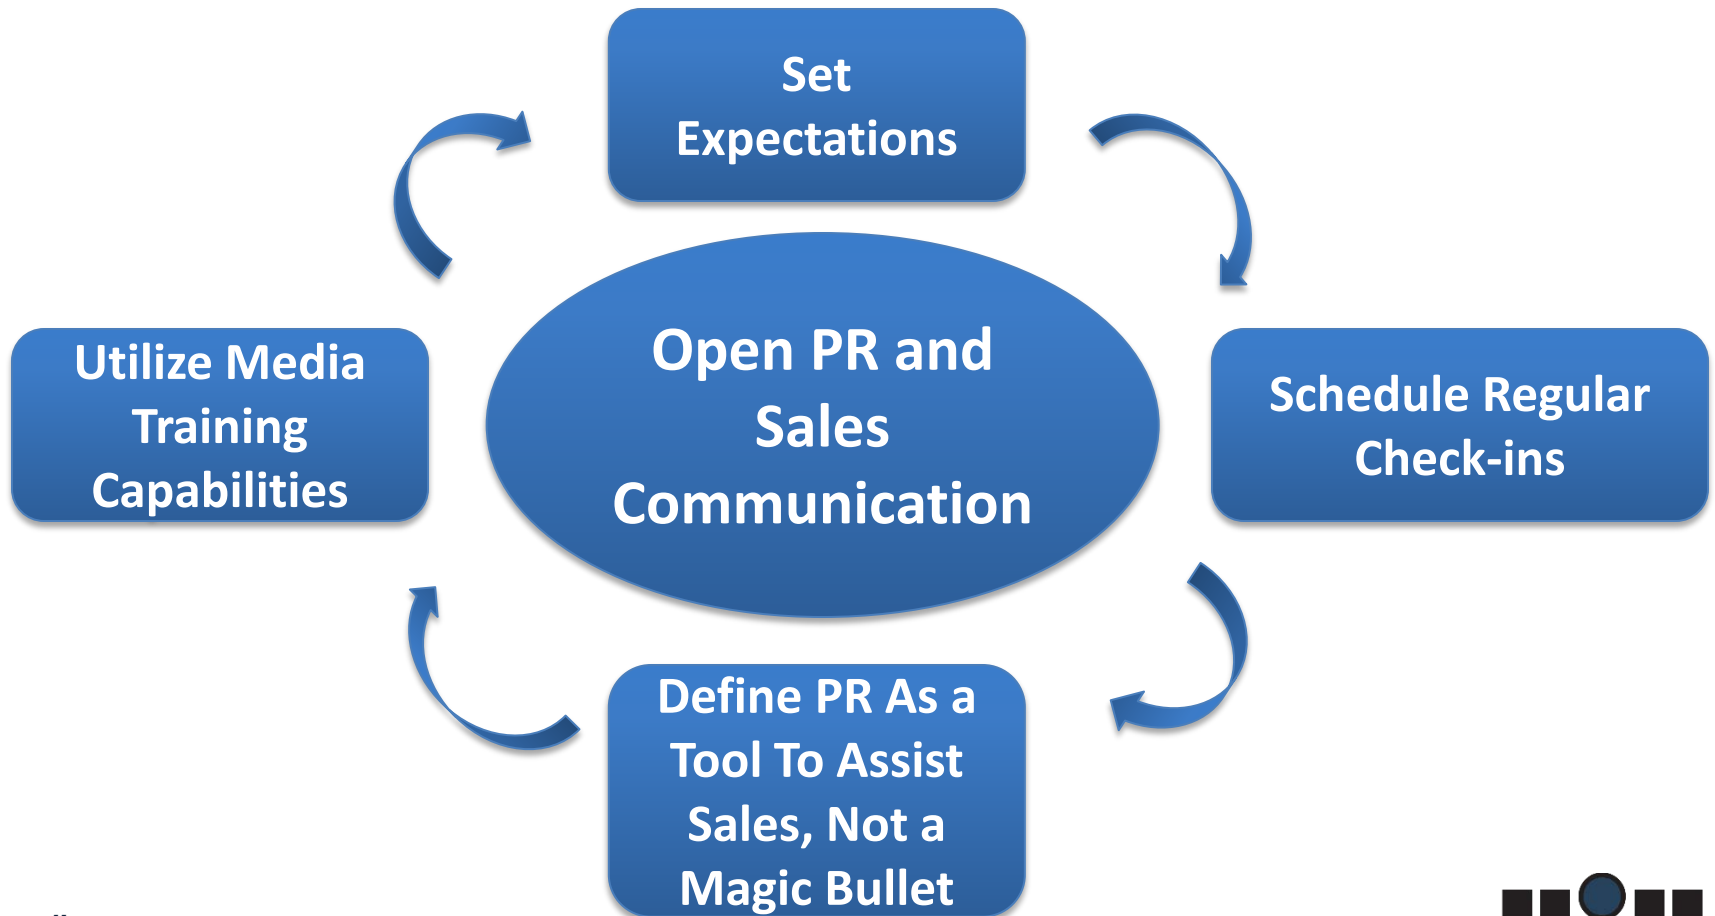 Set
Expectations
Open PR and
Sales
Communication
Utilize Media
Training
Capabilities
Schedule Regular
Check-ins
Define PR As a
Tool To Assist
Sales, Not a
Magic Bullet